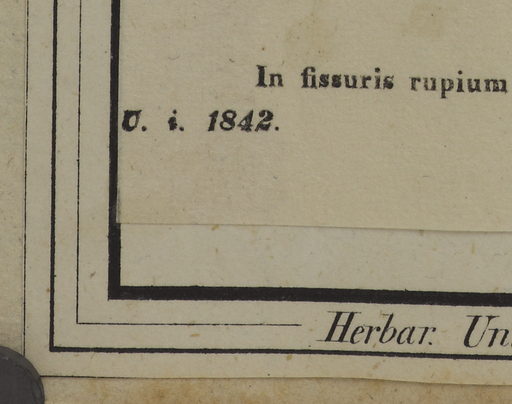 In fissuris rupium
U. i. 1842.
Herbar. Un